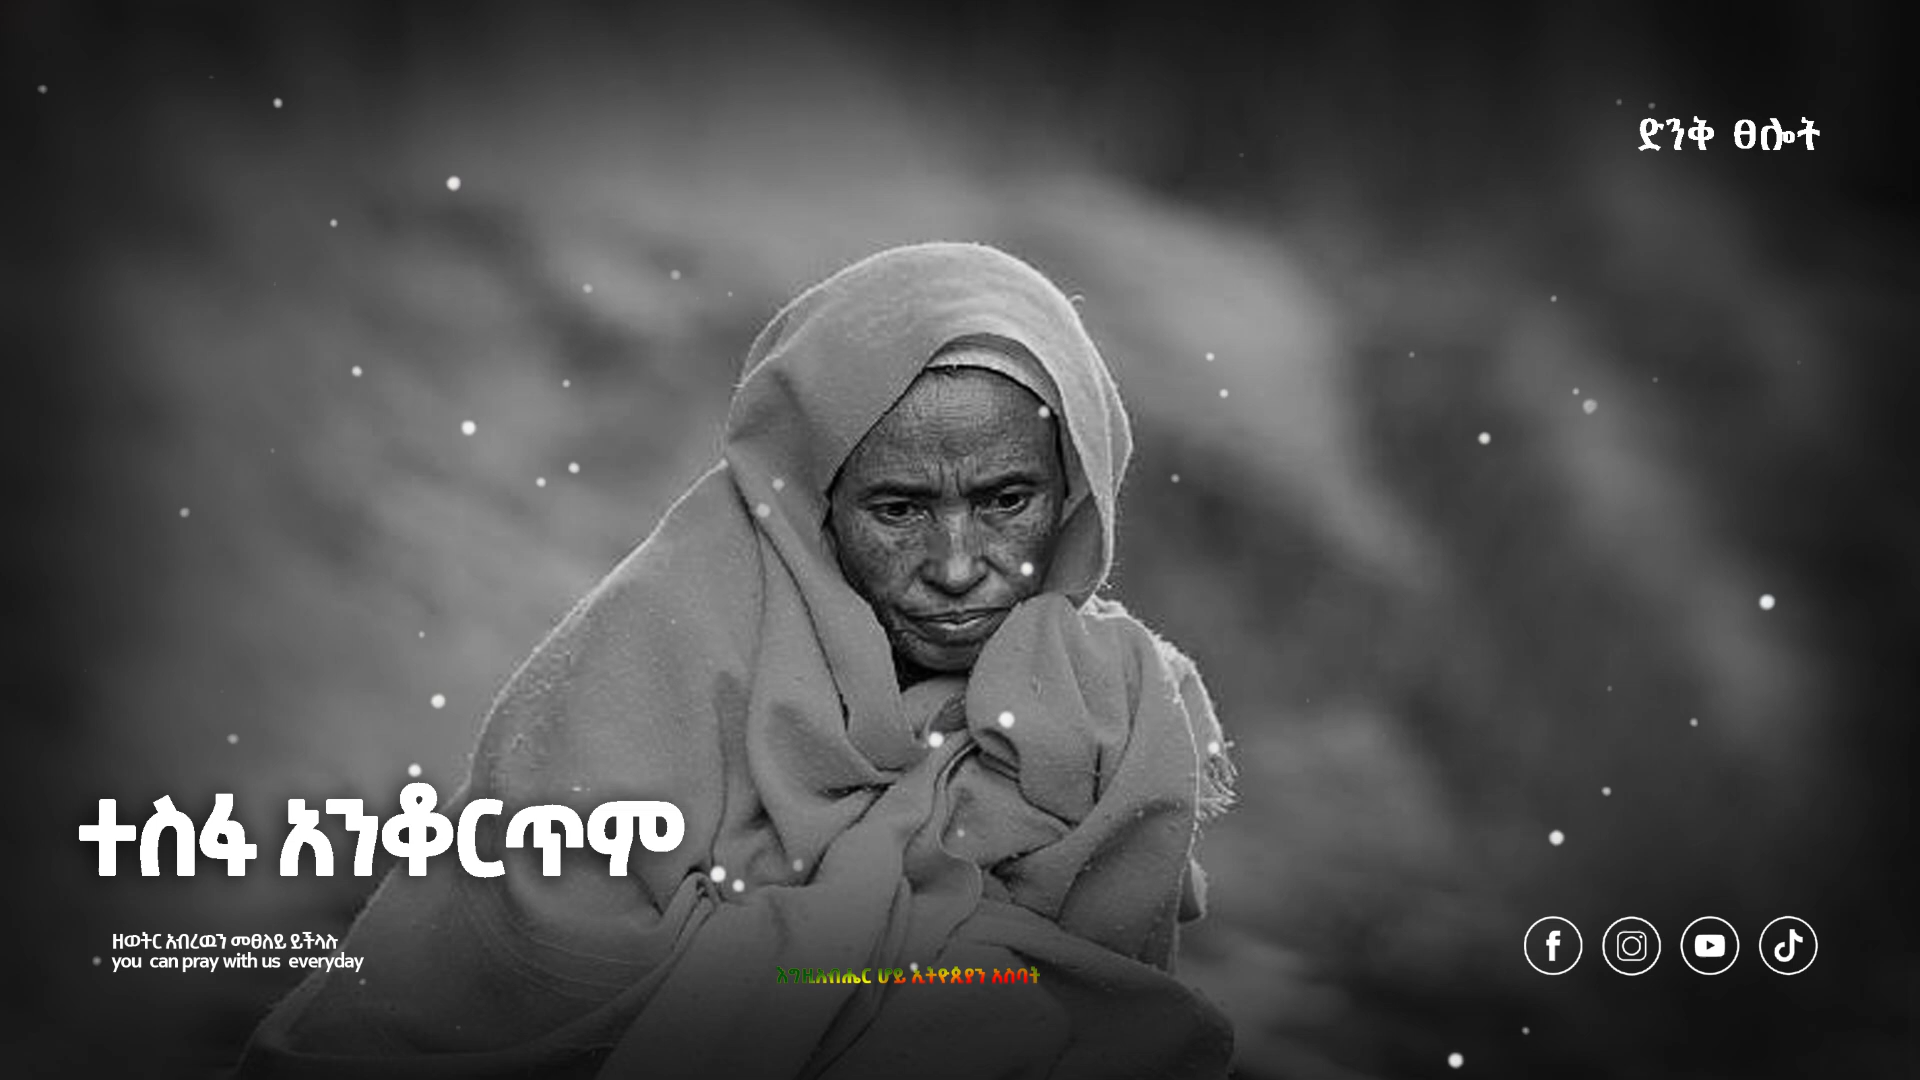 ድንቅ ፀሎት
ተስፋ አንቆርጥም
ዘወትር አብረዉን መፀለይ ይችላሉ
you can pray with us everyday
እግዚአብሔር ሆይ ኢትዮጵያን አስባት